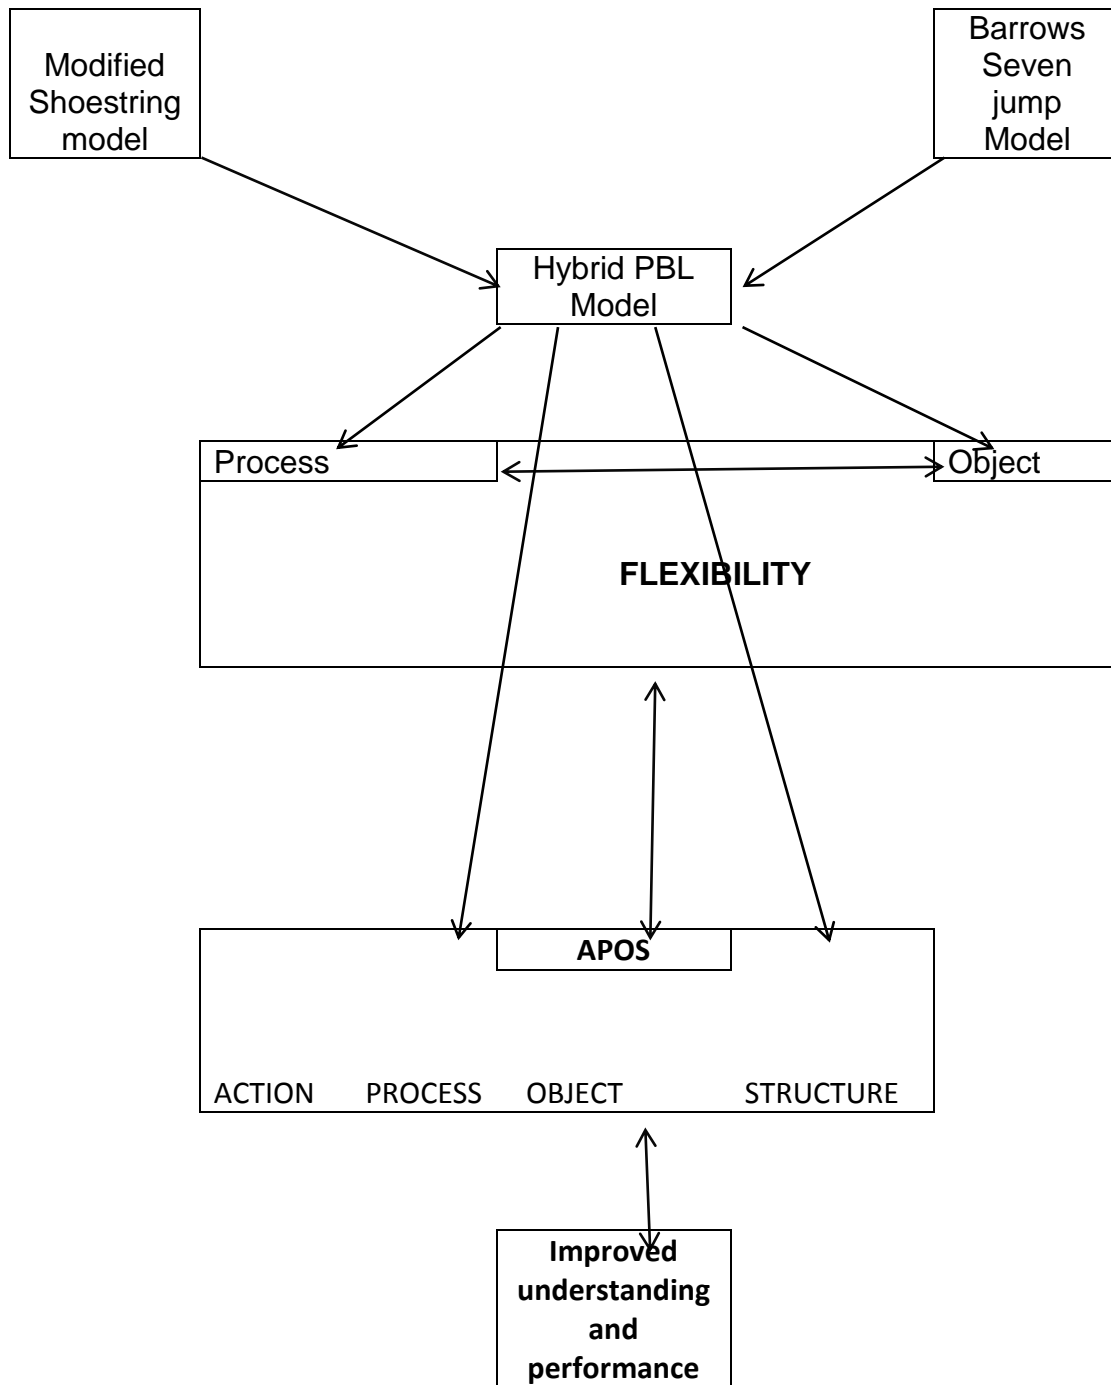 Modified
Shoestring
model
Barrows
Seven
jump
Model
Hybrid PBL
Model
Process
Object
FLEXIBILITY
APOS
ACTION PROCESS OBJECT STRUCTURE
Improved
understanding
and
performance